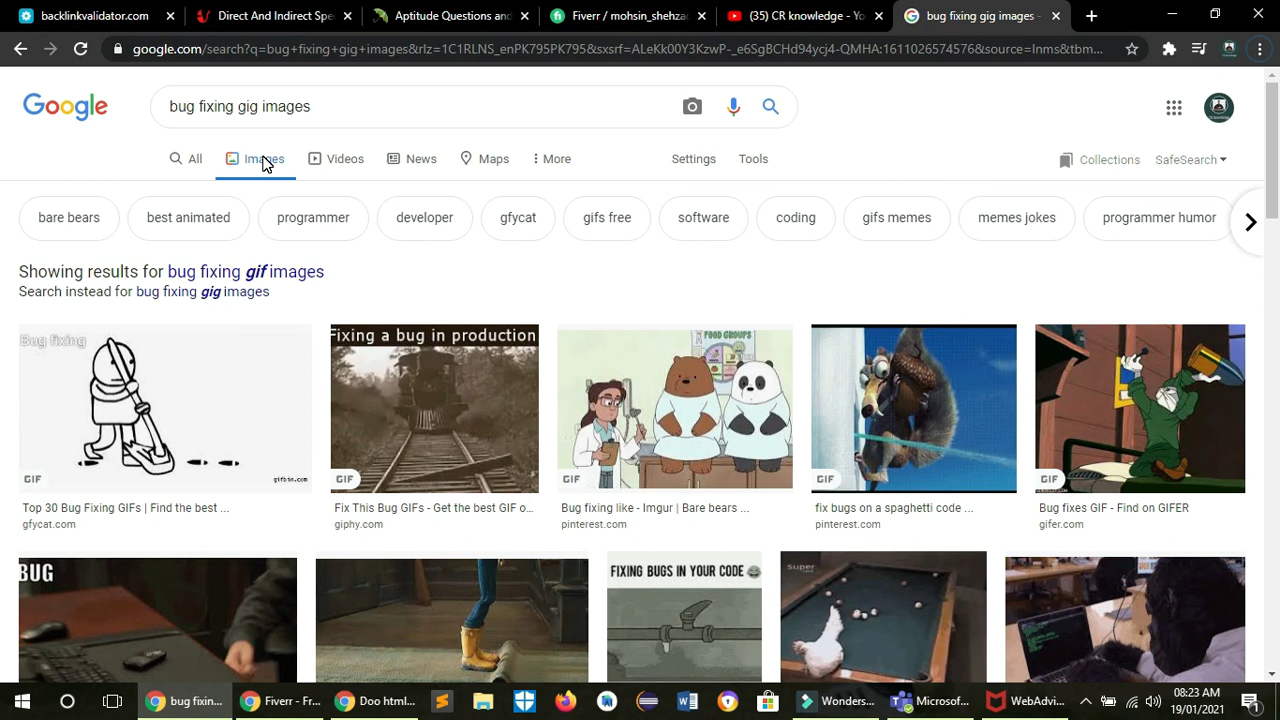 backlinkvalidator.com
Direct And Indirect Spe
Aptitude Questions and
Fiverr / mohsin_shehza
(35) CR knowledge - Yo
bug fixing gig images -
google.com/search?q=bug+fixing+gig+images&rlz=1C1RLNS_enPK795PK795&sxsrf=ALeKk00Y3KzwP-_e6SgBCHd94ycj4-QMHA:1611026574576&source=lnms&tbm...
Google
bug fixing gig images
All
Images
Videos
News
Maps
More
Settings
Tools
Collections
SafeSearch
bare bears
best animated
programmer
developer
gfycat
gifs free
software
coding
gifs memes
memes jokes
programmer humor
Showing results for bug fixing gif images
Search instead for bug fixing gig images
Bug fixing
gifbin.com
GIF
Fixing a bug in production
GIF
FOOD GROUPS
GIF
GIF
GIF
Top 30 Bug Fixing GIFs | Find the best ...
gfycat.com
Fix This Bug GIFs - Get the best GIF o...
giphy.com
Bug fixing like - Imgur | Bare bears ...
pinterest.com
fix bugs on a spaghetti code ...
pinterest.com
Bug fixes GIF - Find on GIFER
gifer.com
BUG
FIXING BUGS IN YOUR CODE
super
bug fixin...
Fiverr - Fr...
Doo html...
Wonders...
Microsof...
WebAdvi...
08:23 AM
19/01/2021